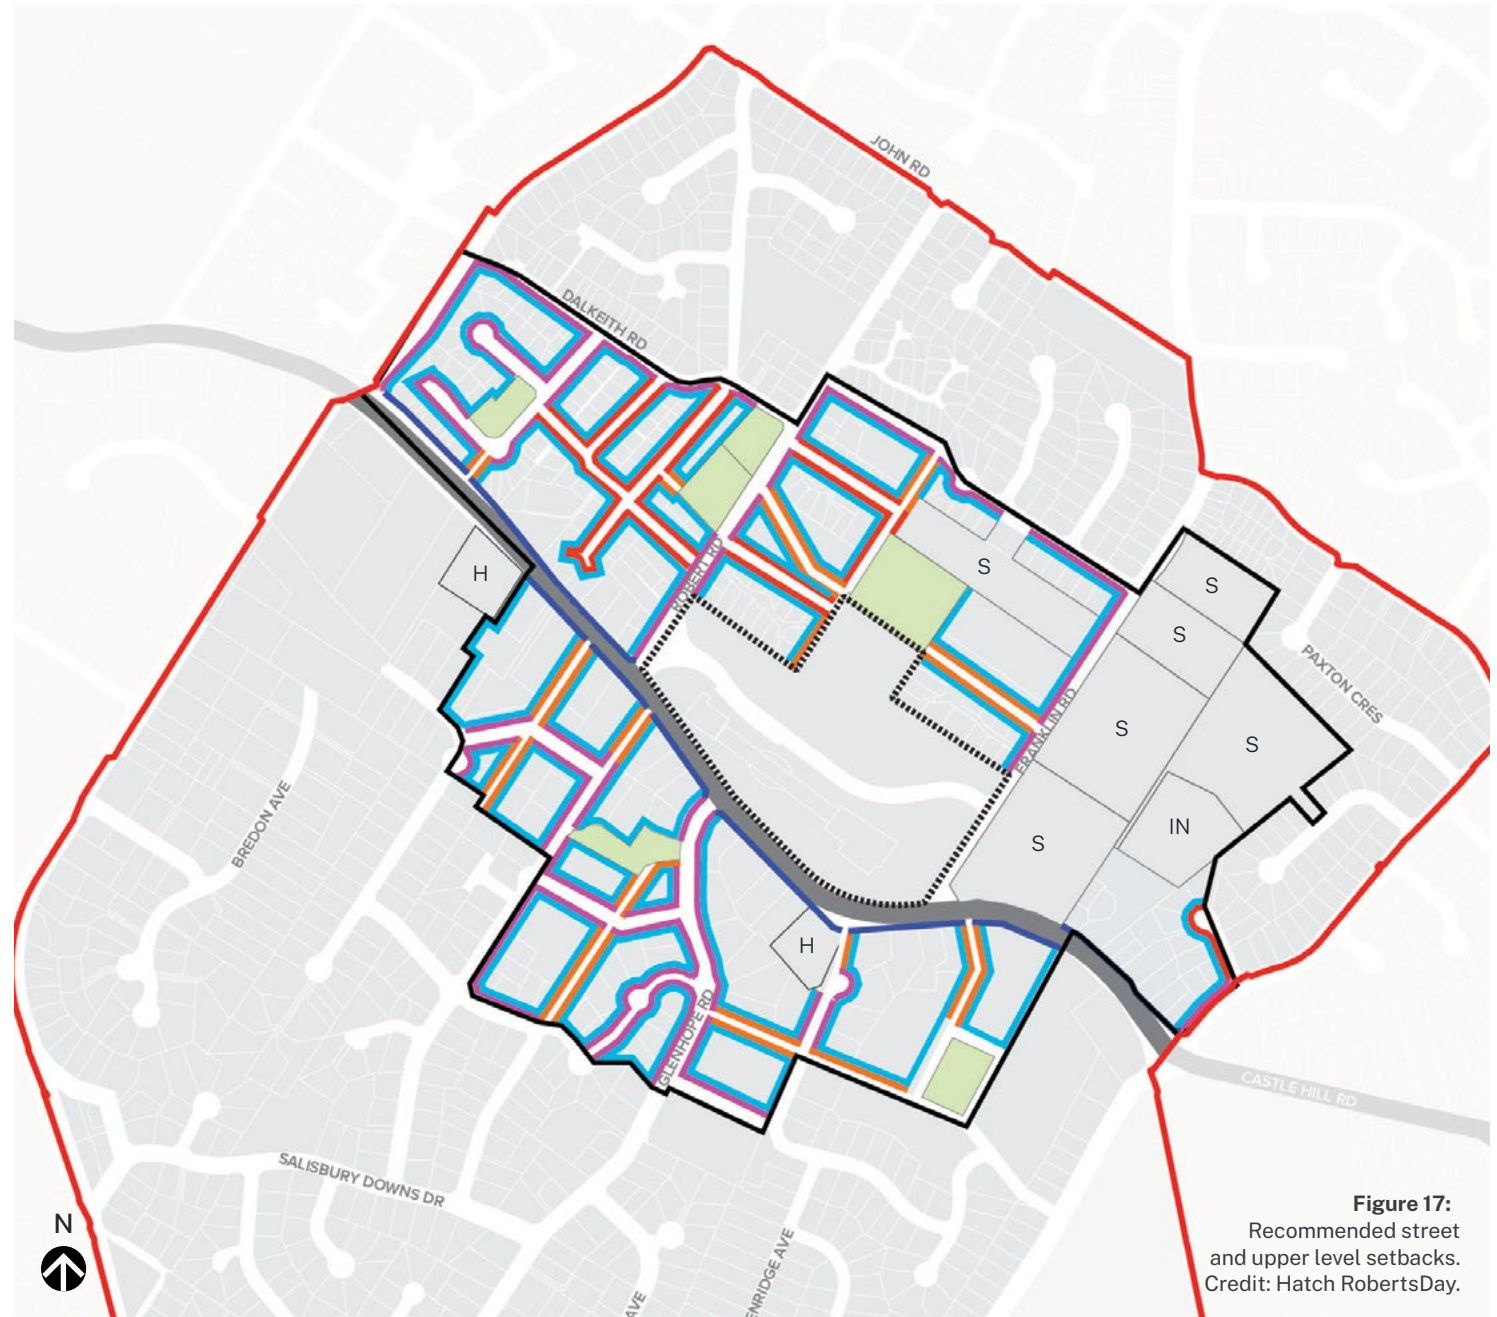 JOHN RD
DALKEITH RD
H
ROBERT RD
S
S
S
PAXTON CRES
FRANKLIN RD
S
S
BREDON AVE
IN
S
H
GLENHOPE RD
CASTLE HILL RD
SALISBURY DOWNS DR
N
ENRIDGE AVE
AVE
Figure 17:
Recommended street
and upper level setbacks.
Credit: Hatch RobertsDay.